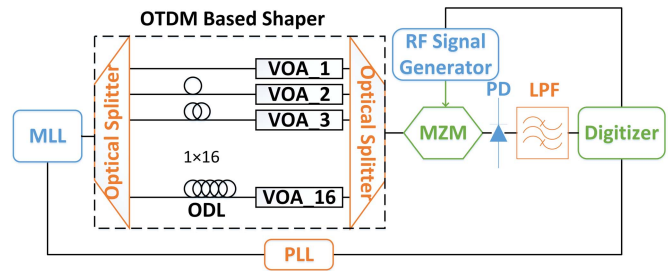 OTDM Based Shaper
RF Signal
Generator
VOA_1
VOA_2
VOA_3
VOA_16
1×16
ODL
Optical Splitter
Optical Splitter
MLL
MZM
PD
LPF
Digitizer
PLL